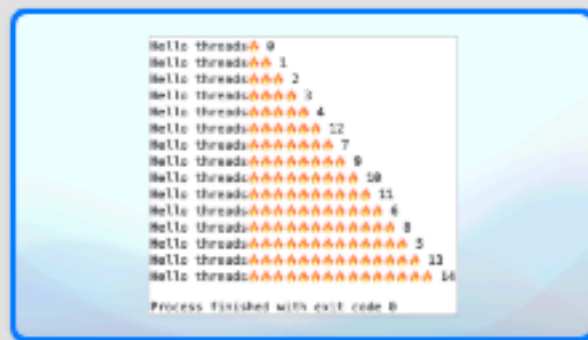 Hello threads🔥 0
Hello threads🔥🔥 1
Hello threads🔥🔥🔥 2
Hello threads🔥🔥🔥🔥 3
Hello threads🔥🔥🔥🔥🔥 4
Hello threads🔥🔥🔥🔥🔥🔥 12
Hello threads🔥🔥🔥🔥🔥🔥🔥 7
Hello threads🔥🔥🔥🔥🔥🔥🔥🔥 9
Hello threads🔥🔥🔥🔥🔥🔥🔥🔥🔥 10
Hello threads🔥🔥🔥🔥🔥🔥🔥🔥🔥🔥 11
Hello threads🔥🔥🔥🔥🔥🔥🔥🔥🔥🔥🔥 6
Hello threads🔥🔥🔥🔥🔥🔥🔥🔥🔥🔥🔥🔥 8
Hello threads🔥🔥🔥🔥🔥🔥🔥🔥🔥🔥🔥🔥🔥 5
Hello threads🔥🔥🔥🔥🔥🔥🔥🔥🔥🔥🔥🔥🔥🔥 13
Hello threads🔥🔥🔥🔥🔥🔥🔥🔥🔥🔥🔥🔥🔥🔥🔥 14
Process finished with exit code 0